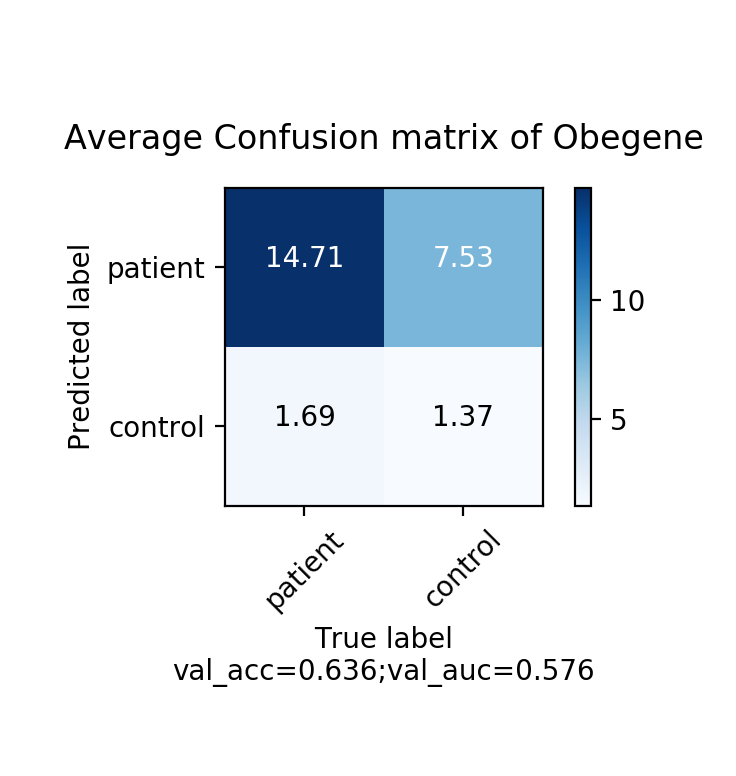 Average Confusion matrix of Obegene
Predicted label
patient
14.71
7.53
control
1.69
1.37
10
5
patient
control
True label
val_acc=0.636;val_auc=0.576